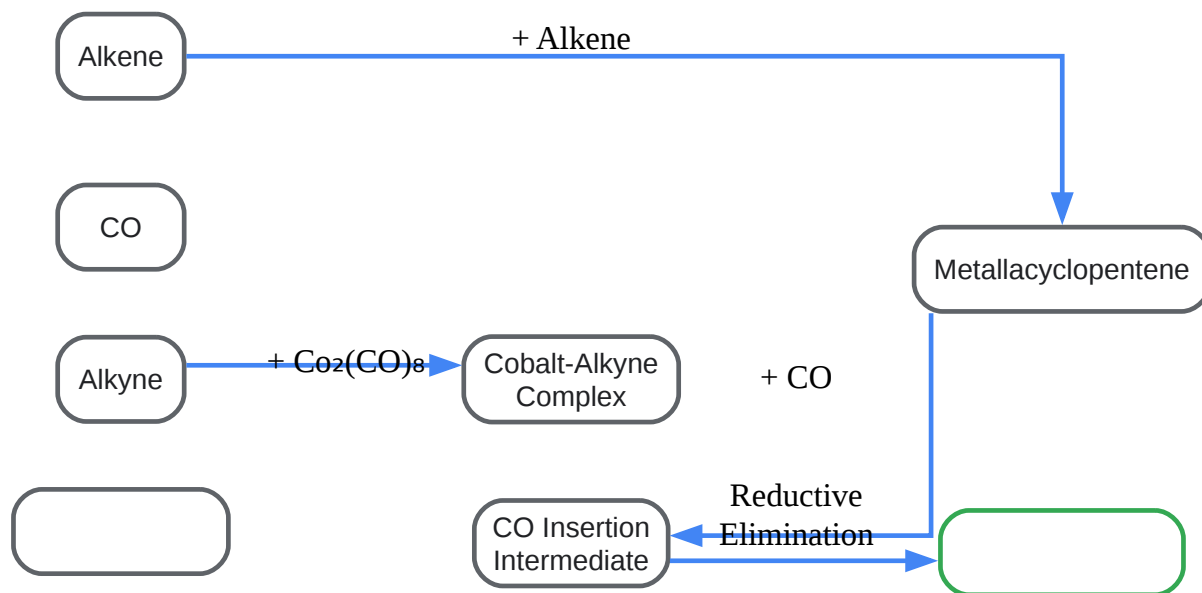 Alkene
+ Alkene
CO
Metallacyclopentene
Alkyne
+ Co₂(CO)₈
Cobalt-Alkyne
Complex
+ CO
CO Insertion
Intermediate
Reductive
Elimination